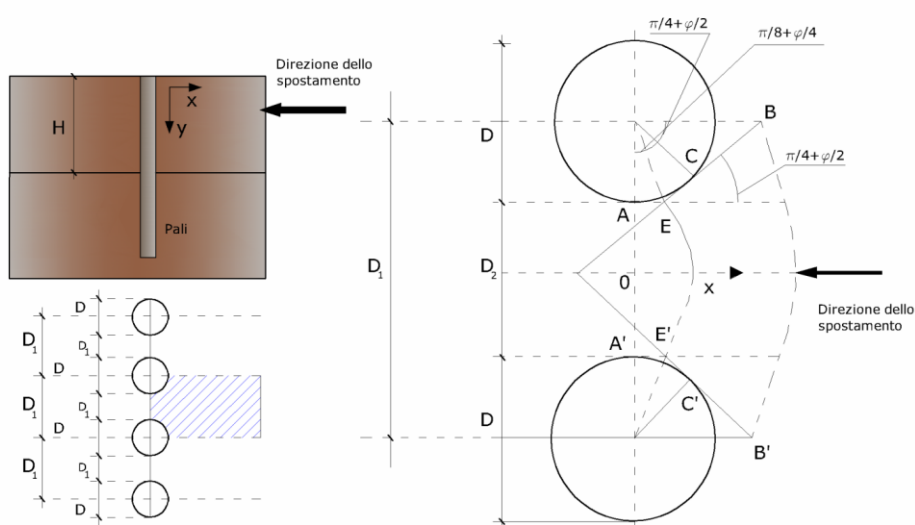 Direzione dello
spostamento
H
x
y
Pali
D
D₁
D₁
D
D₁
D₁
D
D₁
D₁
D
π/4+φ/2
π/8+φ/4
D
B
C
π/4+φ/2
A
E
D₁
D₂
0
x
Direzione dello
spostamento
A'
E'
C'
D
B'